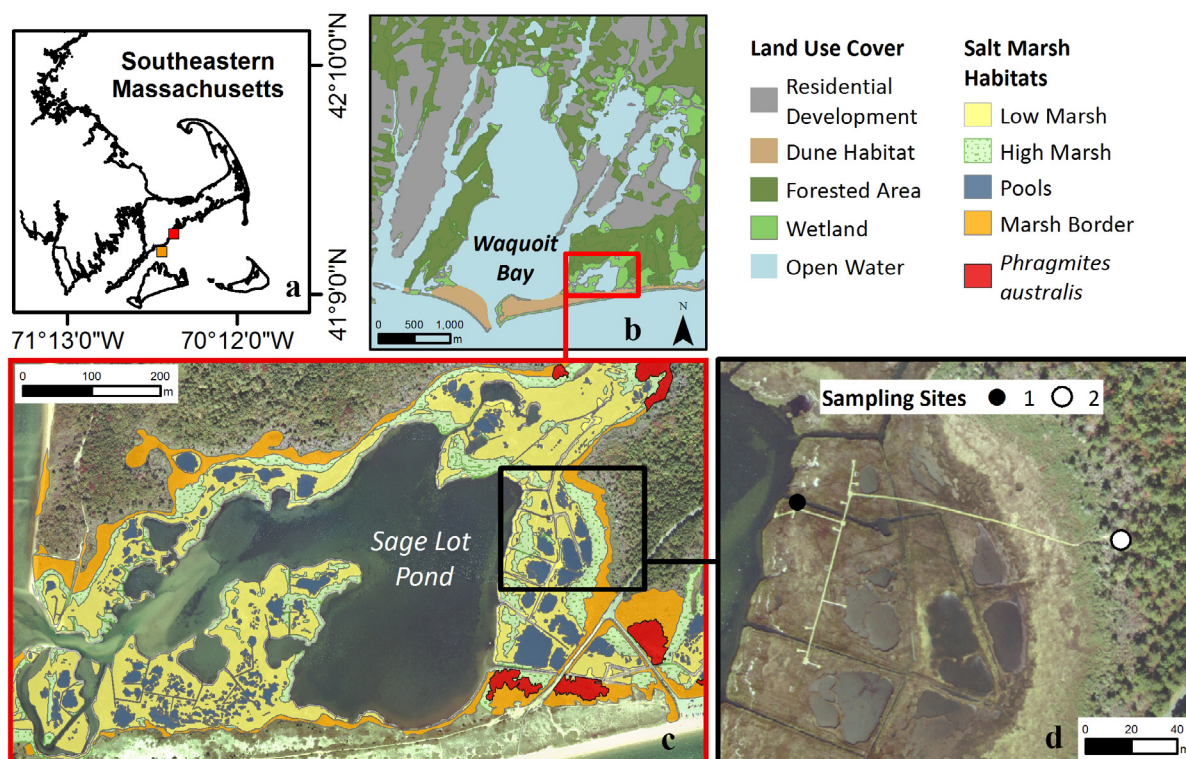 Southeastern
Massachusetts
a
42°10'0"N
41°9'0"N
71°13'0"W
70°12'0"W
Waquoit
Bay
0 500 1,000
m
b
N
Land Use Cover
Residential
Development
Dune Habitat
Forested Area
Wetland
Open Water
Salt Marsh
Habitats
Low Marsh
High Marsh
Pools
Marsh Border
Phragmites
australis
0 100 200
m
Sage Lot
Pond
c
Sampling Sites 1 2
d
0 20 40
m